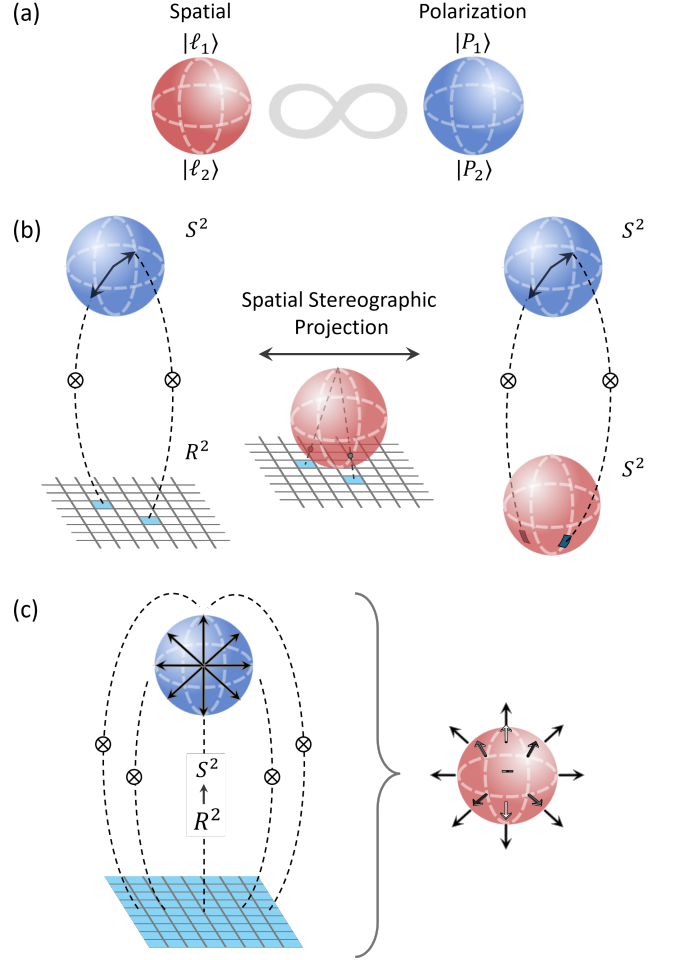 (a)
Spatial
Polarization
|ℓ₁⟩
|P₁⟩
|ℓ₂⟩
|P₂⟩
(b)
S²
S²
Spatial Stereographic
Projection
R²
S²
(c)
S²
R²